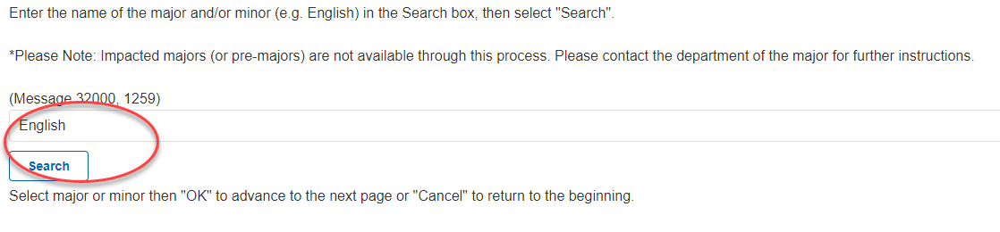 Enter the name of the major and/or minor (e.g. English) in the Search box, then select "Search".
*Please Note: Impacted majors (or pre-majors) are not available through this process. Please contact the department of the major for further instructions.
(Message 32000, 1259)
English
Search
Select major or minor then "OK" to advance to the next page or "Cancel" to return to the beginning.